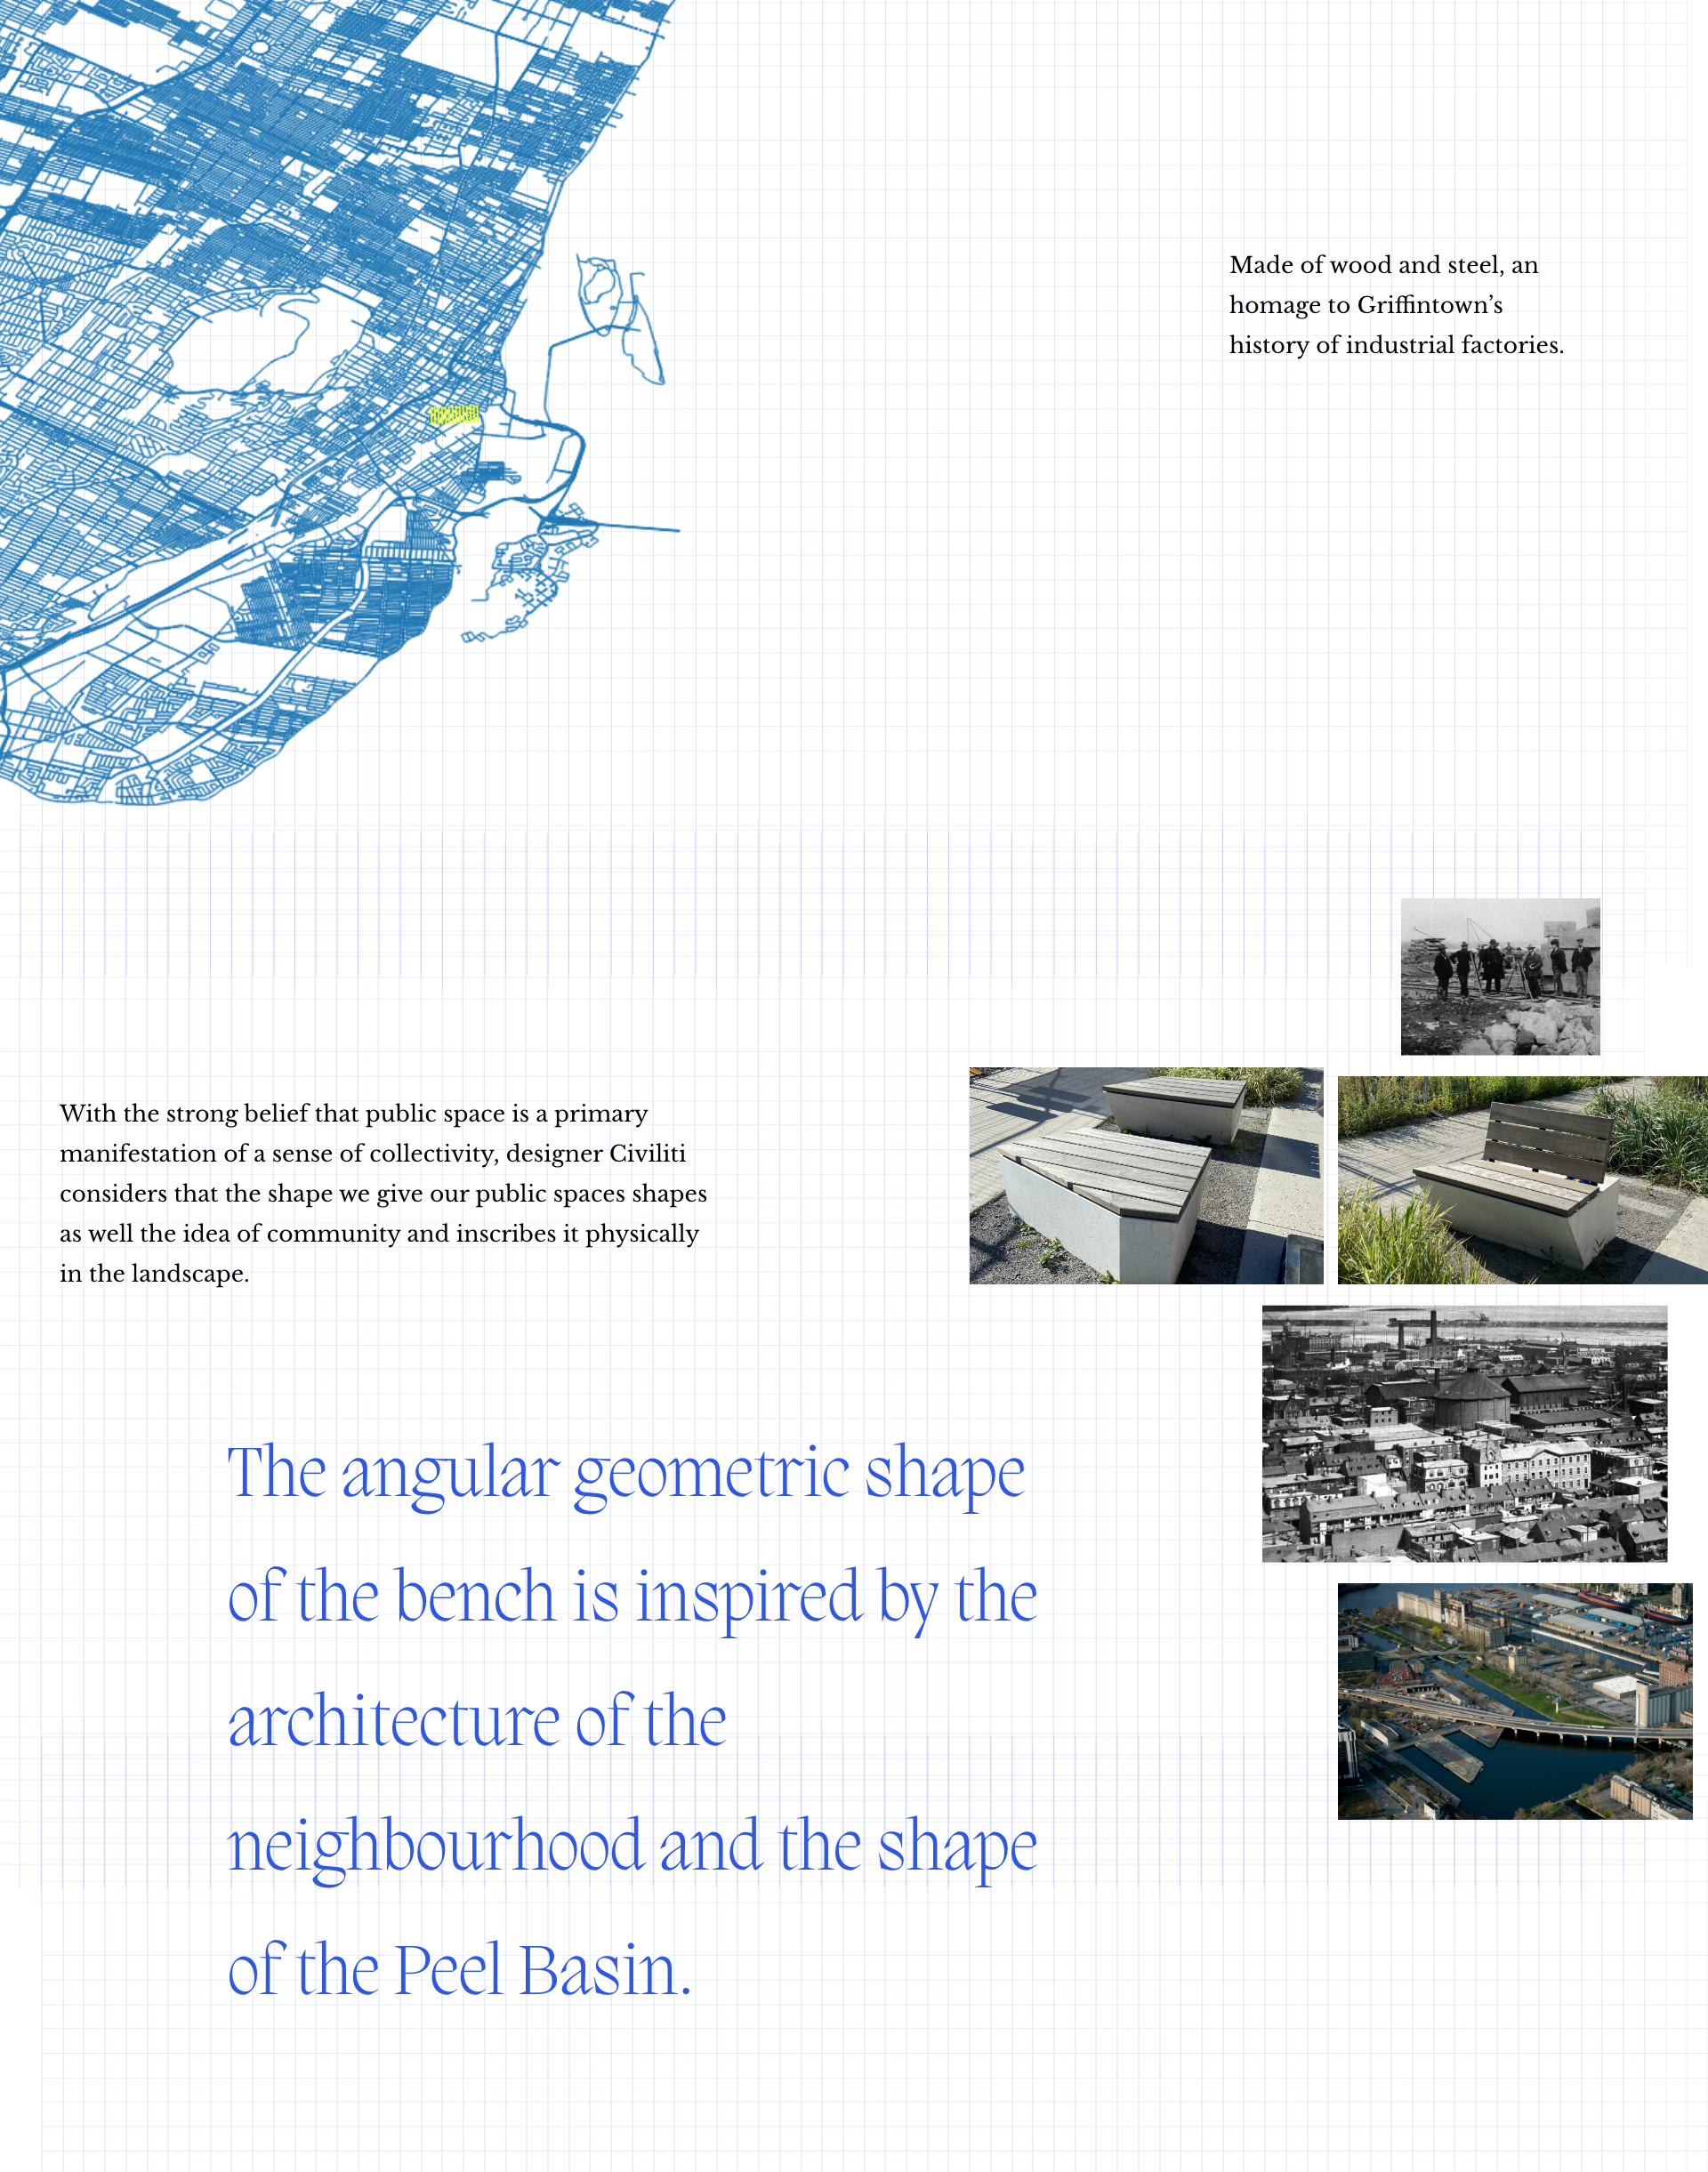 Made of wood and steel, an
homage to Griffintown’s
history of industrial factories.
With the strong belief that public space is a primary
manifestation of a sense of collectivity, designer Civiliti
considers that the shape we give our public spaces shapes
as well the idea of community and inscribes it physically
in the landscape.
The angular geometric shape
of the bench is inspired by the
architecture of the
neighbourhood and the shape
of the Peel Basin.